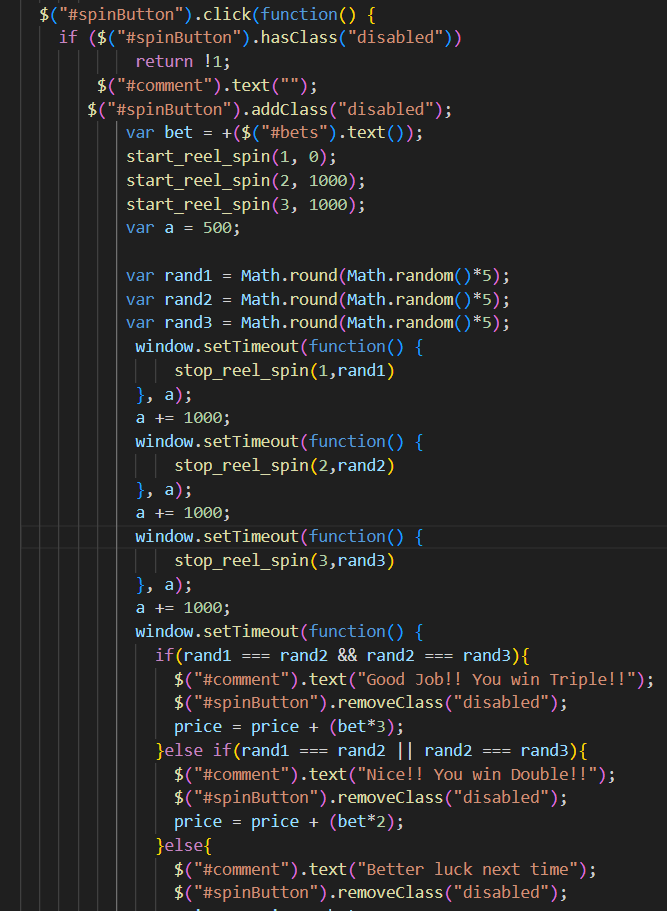 $("#spinButton").click(function() {
if ($("#spinButton").hasClass("disabled"))
return !1;
$("#comment").text("");
$("#spinButton").addClass("disabled");
var bet = +($("#bets").text());
start_reel_spin(1, 0);
start_reel_spin(2, 1000);
start_reel_spin(3, 1000);
var a = 500;
var rand1 = Math.round(Math.random()*5);
var rand2 = Math.round(Math.random()*5);
var rand3 = Math.round(Math.random()*5);
window.setTimeout(function() {
stop_reel_spin(1,rand1)
}, a);
a += 1000;
window.setTimeout(function() {
stop_reel_spin(2,rand2)
}, a);
a += 1000;
window.setTimeout(function() {
stop_reel_spin(3,rand3)
}, a);
a += 1000;
window.setTimeout(function() {
if(rand1 === rand2 && rand2 === rand3){
$("#comment").text("Good Job!! You win Triple!!");
$("#spinButton").removeClass("disabled");
price = price + (bet*3);
}else if(rand1 === rand2 || rand2 === rand3){
$("#comment").text("Nice!! You win Double!!");
$("#spinButton").removeClass("disabled");
price = price + (bet*2);
}else{
$("#comment").text("Better luck next time");
$("#spinButton").removeClass("disabled");